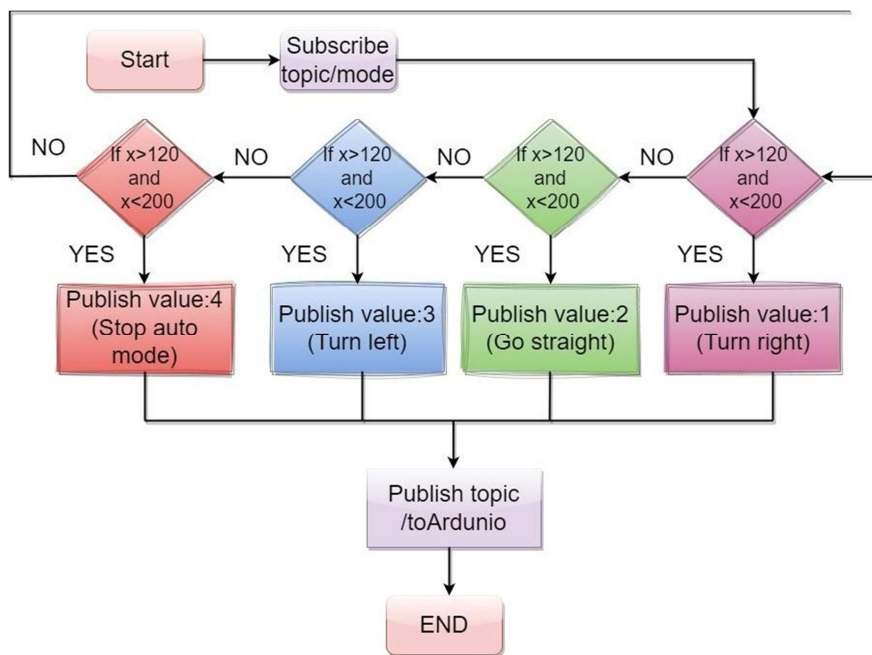 Start
Subscribe
topic/mode
NO
If x>120
and
x<200
NO
If x>120
and
x<200
NO
If x>120
and
x<200
NO
If x>120
and
x<200
YES
YES
YES
YES
Publish value:4
(Stop auto
mode)
Publish value:3
(Turn left)
Publish value:2
(Go straight)
Publish value:1
(Turn right)
Publish topic
/toArdunio
END